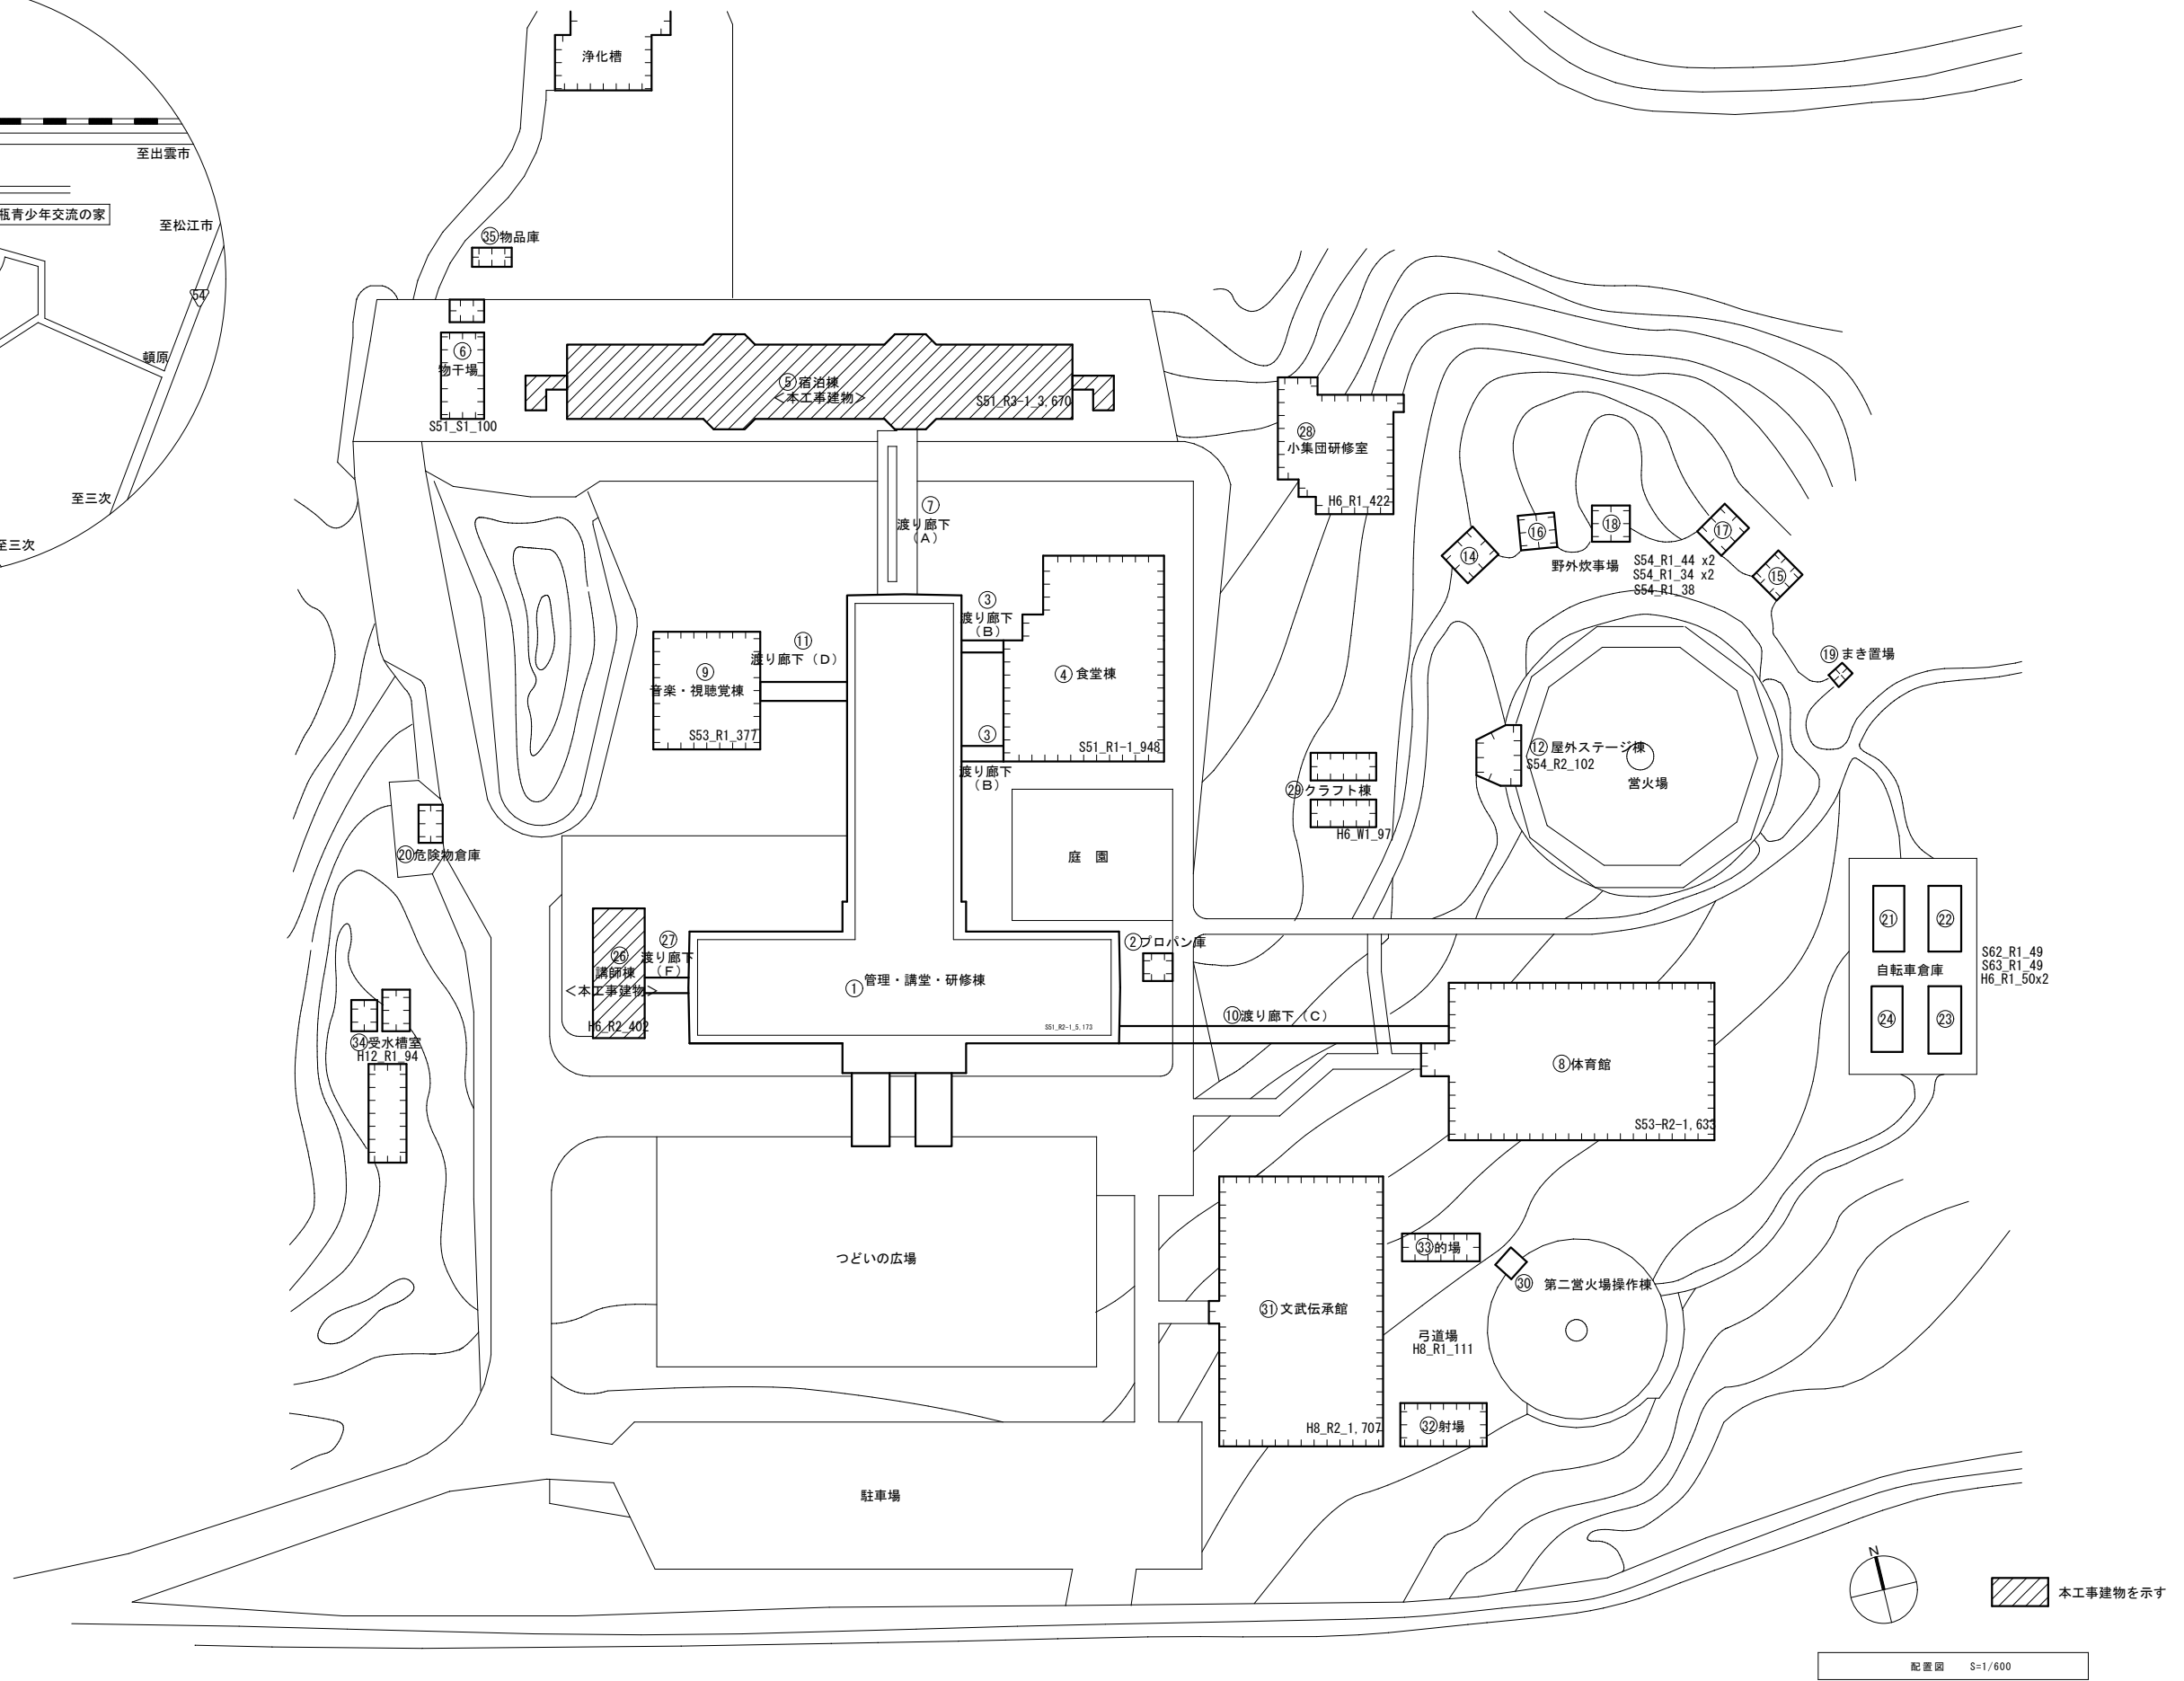 浄化槽
至出雲市
瓶青少年交流の家
至松江市
54
頓原
至三次
至三次
㉟物品庫
⑥
物干場
S51_S1_100
⑤宿泊棟
＜本工事建物＞
S51_R3-1_3,670
㉘
小集団研修室
H6_R1_422
⑦
渡り廊下
（A）
⑭
⑯
⑱
⑰
⑮
野外炊事場
S54_R1_44 x2
S54_R1_34 x2
S54_R1_38
③
渡り廊下
（B）
⑪
渡り廊下（D）
⑨
音楽・視聴覚棟
S53_R1_377
④ 食堂棟
S51_R1-1_948
③
渡り廊下
（B）
⑲ まき置場
⑫ 屋外ステージ棟
S54_R2_102
営火場
㉙クラフト棟
H6_W1_97
⑳危険物倉庫
庭　園
㉑
㉒
自転車倉庫
㉔
㉓
S62_R1_49
S63_R1_49
H6_R1_50x2
㉖
講師棟
＜本工事建物＞
H6_R2_402
㉗
渡り廊下
（F）
②プロパン庫
① 管理・講堂・研修棟
S51_R2-1_5,173
⑩渡り廊下（C）
㉞受水槽室
H12_R1_94
⑧体育館
S53-R2-1,633
つどいの広場
㉝的場
㉚ 第二営火場操作棟
㉛ 文武伝承館
H8_R2_1,707
弓道場
H8_R1_111
㉜射場
駐車場
N
本工事建物を示す
配置図　S=1/600